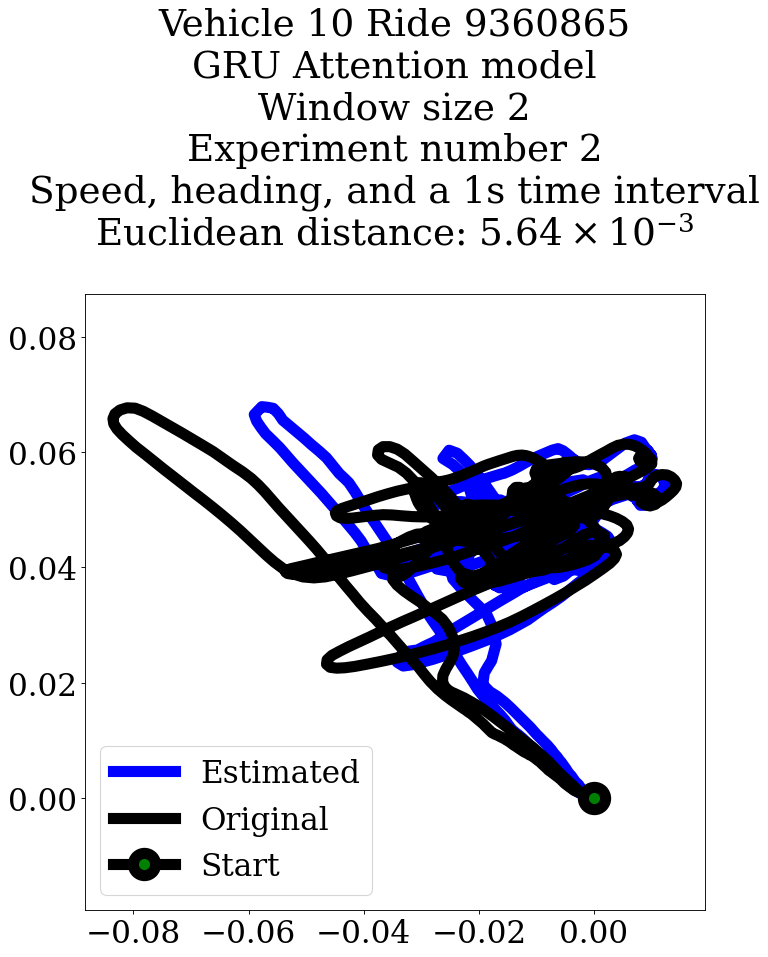 Vehicle 10 Ride 9360865
GRU Attention model
Window size 2
Experiment number 2
Speed, heading, and a 1s time interval
Euclidean distance: 5.64 × 10⁻³
0.08
0.06
0.04
0.02
0.00
Estimated
Original
Start
−0.08 −0.06 −0.04 −0.02 0.00